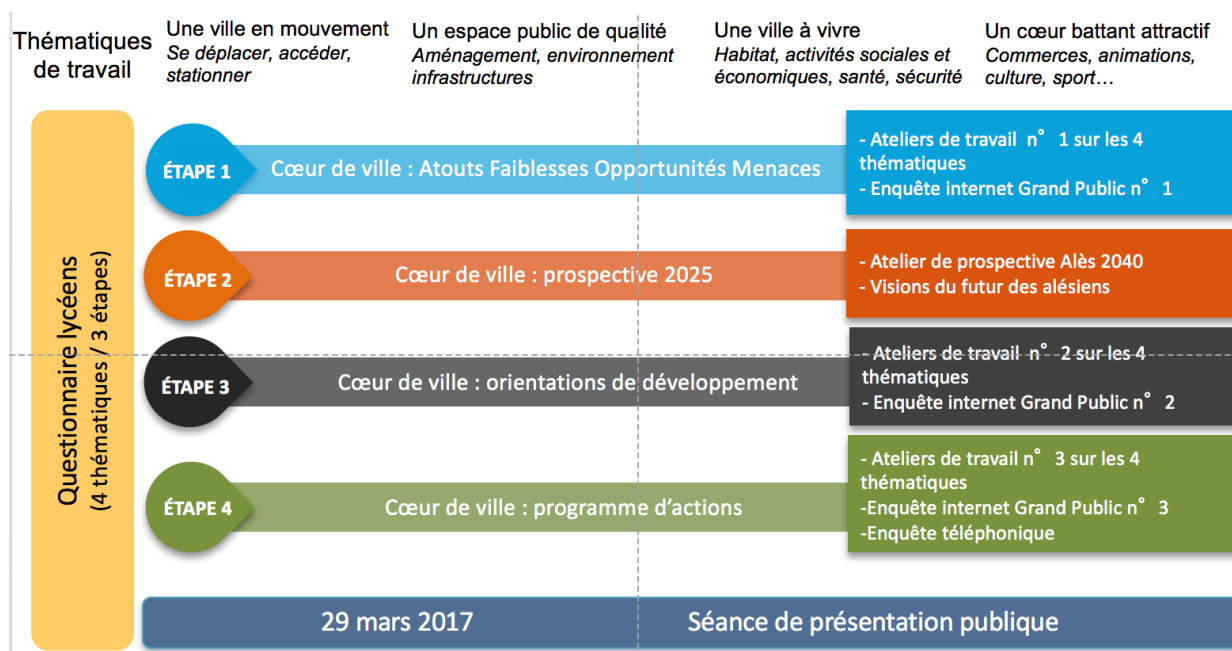 Thématiques
de travail
Une ville en mouvement
Se déplacer, accéder,
stationner
Un espace public de qualité
Aménagement, environnement
infrastructures
Une ville à vivre
Habitat, activités sociales et
économiques, santé, sécurité
Un cœur battant attractif
Commerces, animations,
culture, sport…
Questionnaire lycéens
(4 thématiques / 3 étapes)
ÉTAPE 1
Cœur de ville : Atouts Faiblesses Opportunités Menaces
- Ateliers de travail n° 1 sur les 4
thématiques
- Enquête internet Grand Public n° 1
ÉTAPE 2
Cœur de ville : prospective 2025
- Atelier de prospective Alès 2040
- Visions du futur des alésiens
ÉTAPE 3
Cœur de ville : orientations de développement
- Ateliers de travail n° 2 sur les 4
thématiques
- Enquête internet Grand Public n° 2
ÉTAPE 4
Cœur de ville : programme d'actions
- Ateliers de travail n° 3 sur les 4
thématiques
-Enquête internet Grand Public n° 3
-Enquête téléphonique
29 mars 2017 Séance de présentation publique